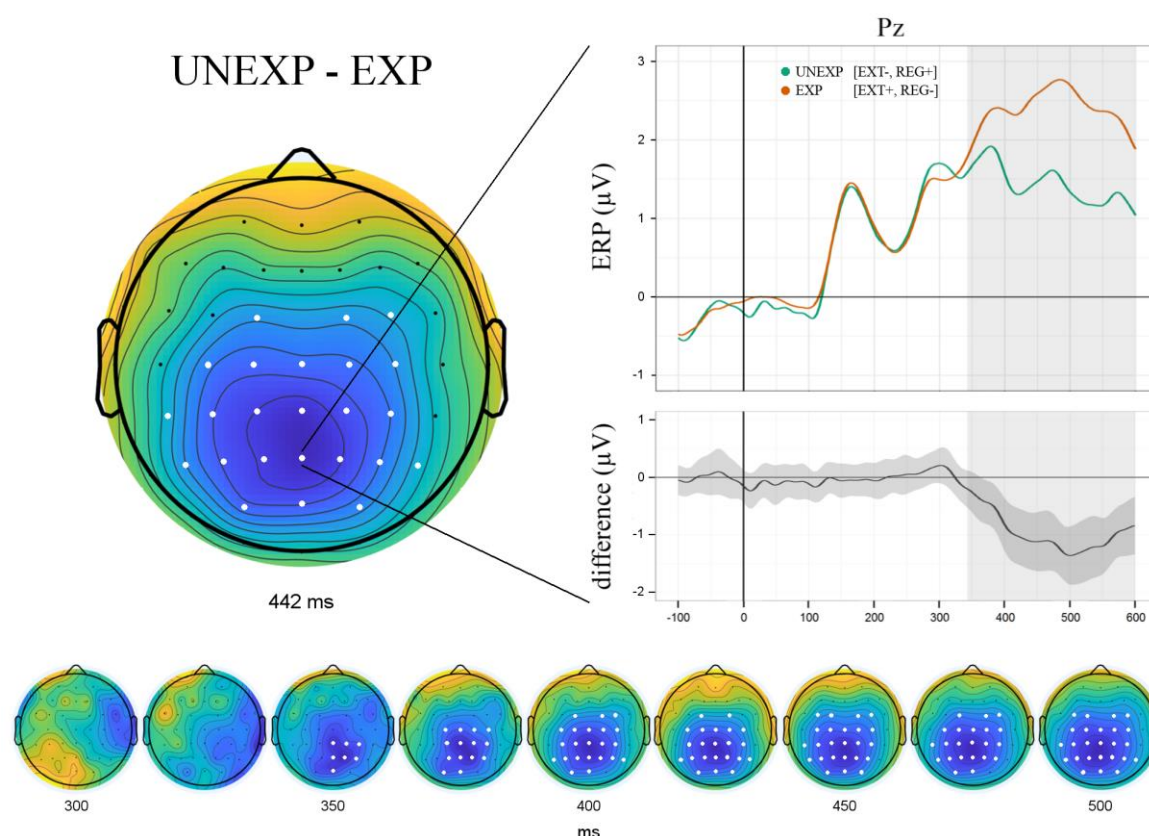 UNEXP - EXP
442 ms
Pz
UNEXP [EXT-, REG+]
EXP [EXT+, REG-]
ERP (µV)
3
2
1
0
-1
difference (µV)
1
0
-1
-2
-100 0 100 200 300 400 500 600
300 350 400 450 500
ms